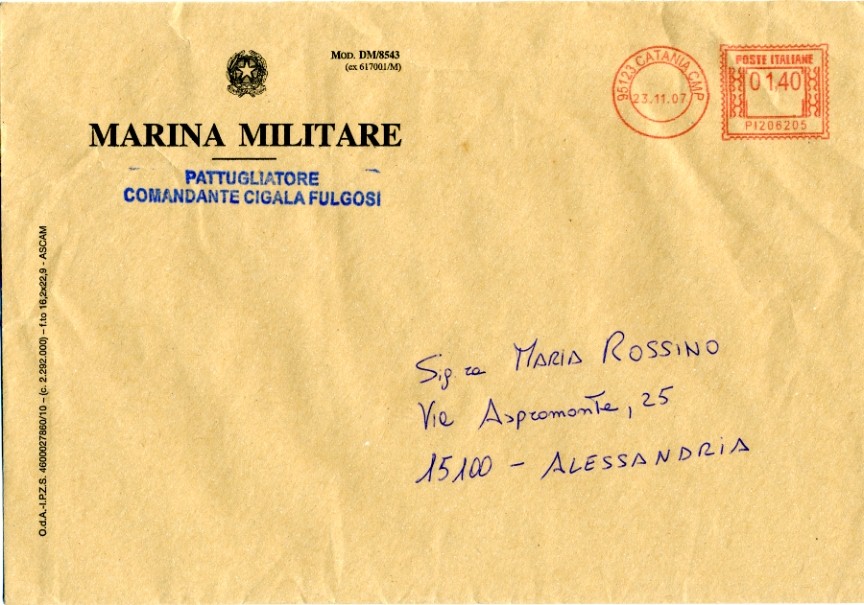 MOD. DM/8543
(ex 617001/M)
MARINA MILITARE
PATTUGLIATORE
COMANDANTE CIGALA FULGOSI
95123 CATANIA CMP
23.11.07
POSTE ITALIANE
01,40
PI206205
O.d.A.-I.P.Z.S. 4600027860/10 – (c. 2.292.000) – f.to 16,2x22,9 - ASCAM
Sig.ra MARIA ROSSINO
Via Aspromonte, 25
15100 - ALESSANDRIA